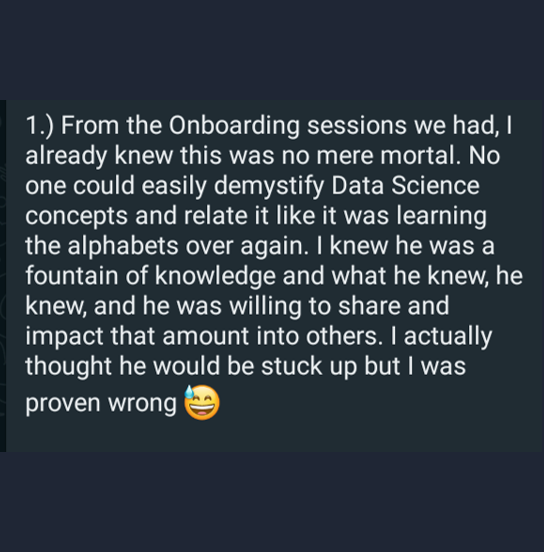 1.) From the Onboarding sessions we had, I
already knew this was no mere mortal. No
one could easily demystify Data Science
concepts and relate it like it was learning
the alphabets over again. I knew he was a
fountain of knowledge and what he knew, he
knew, and he was willing to share and
impact that amount into others. I actually
thought he would be stuck up but I was
proven wrong 😅